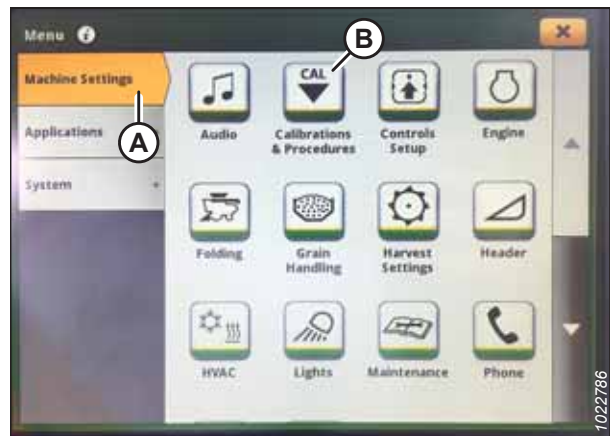 Menu
Machine Settings
Applications
System
A
B
CAL
Audio
Calibrations
& Procedures
Controls
Setup
Engine
Folding
Grain
Handling
Harvest
Settings
Header
HVAC
Lights
Maintenance
Phone
1022786